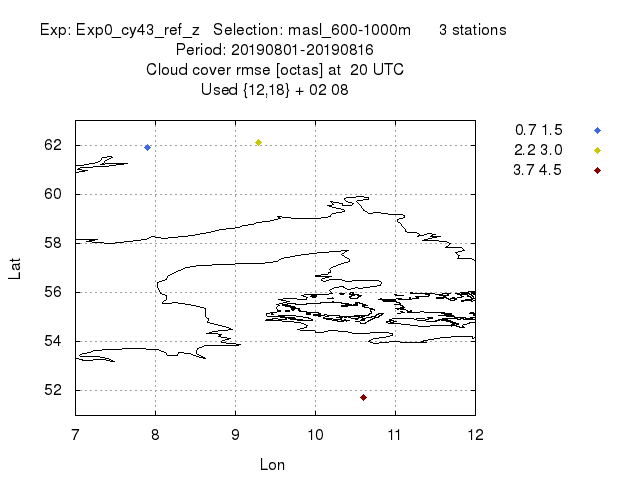 Exp: Exp0_cy43_ref_z   Selection: masl_600-1000m      3 stations
Period: 20190801-20190816
Cloud cover rmse [octas] at  20 UTC
Used {12,18} + 02 08
0.7 1.5
2.2 3.0
3.7 4.5
62
60
58
56
54
52
Lat
7 8 9 10 11 12
Lon